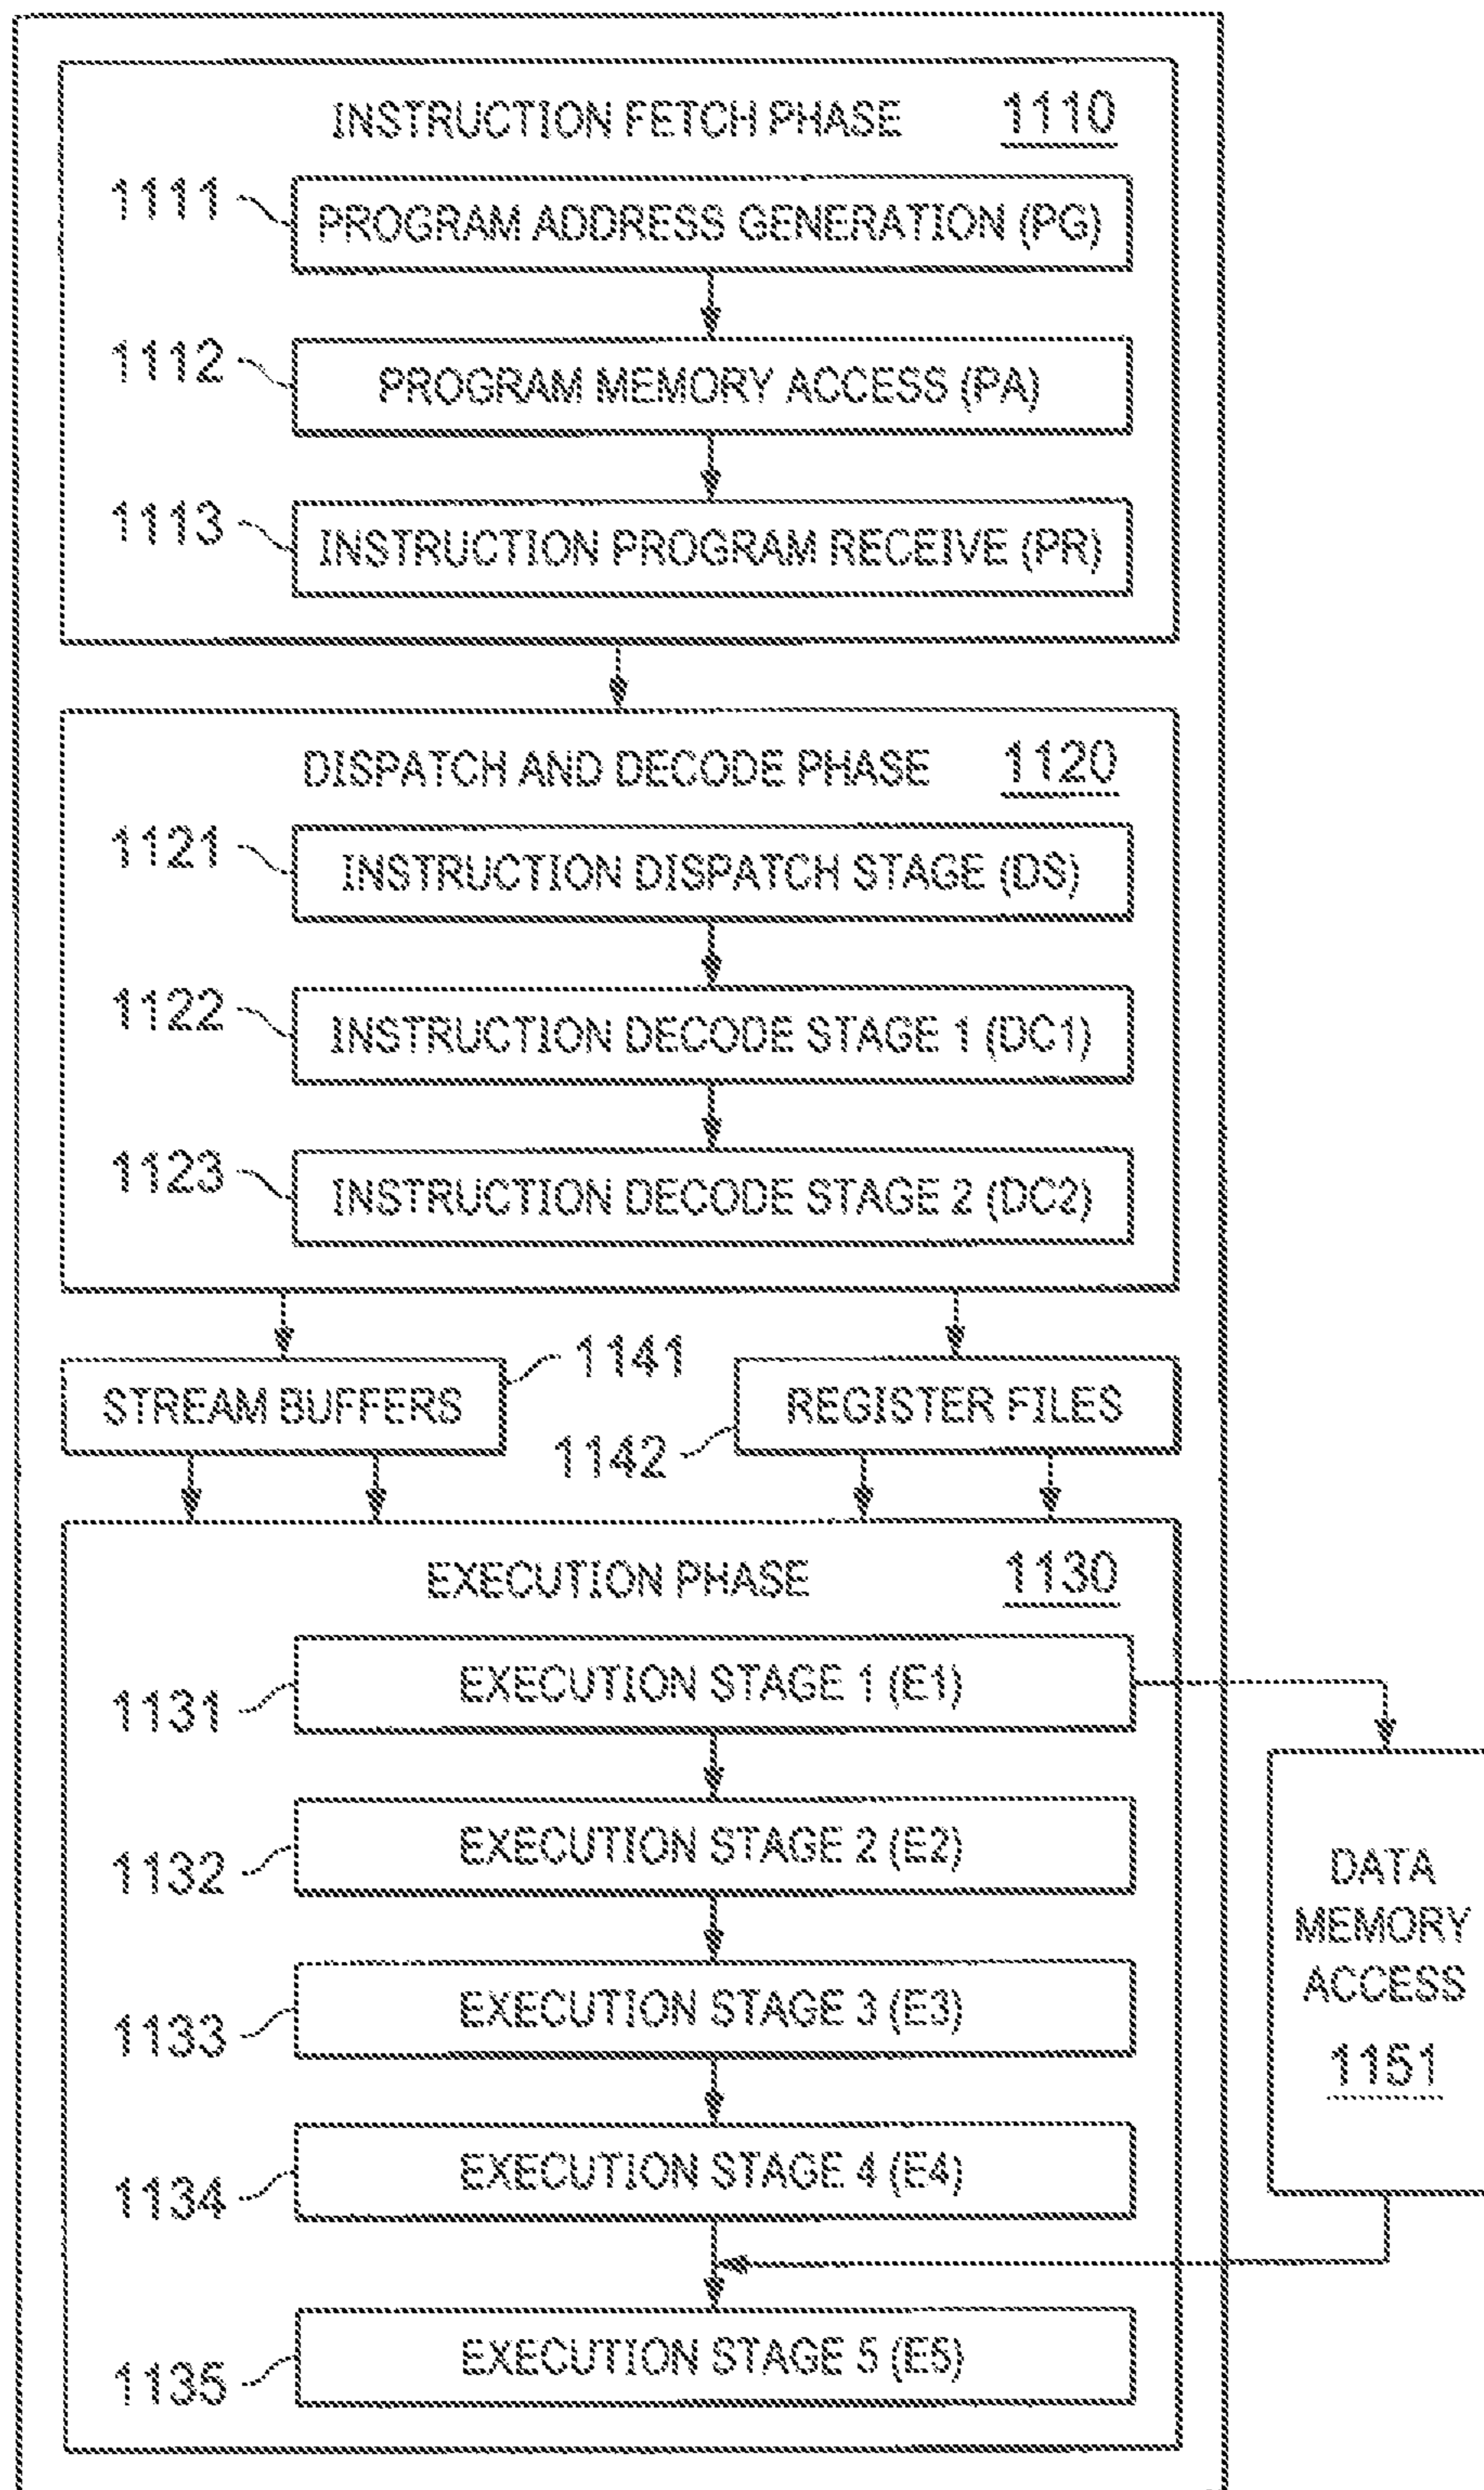 INSTRUCTION FETCH PHASE 1110
1111 PROGRAM ADDRESS GENERATION (PG)
1112 PROGRAM MEMORY ACCESS (PA)
1113 INSTRUCTION PROGRAM RECEIVE (PR)
DISPATCH AND DECODE PHASE 1120
1121 INSTRUCTION DISPATCH STAGE (DS)
1122 INSTRUCTION DECODE STAGE 1 (DC1)
1123 INSTRUCTION DECODE STAGE 2 (DC2)
STREAM BUFFERS 1141
1142 REGISTER FILES
EXECUTION PHASE 1130
1131 EXECUTION STAGE 1 (E1)
1132 EXECUTION STAGE 2 (E2)
1133 EXECUTION STAGE 3 (E3)
1134 EXECUTION STAGE 4 (E4)
1135 EXECUTION STAGE 5 (E5)
DATA
MEMORY
ACCESS
1151